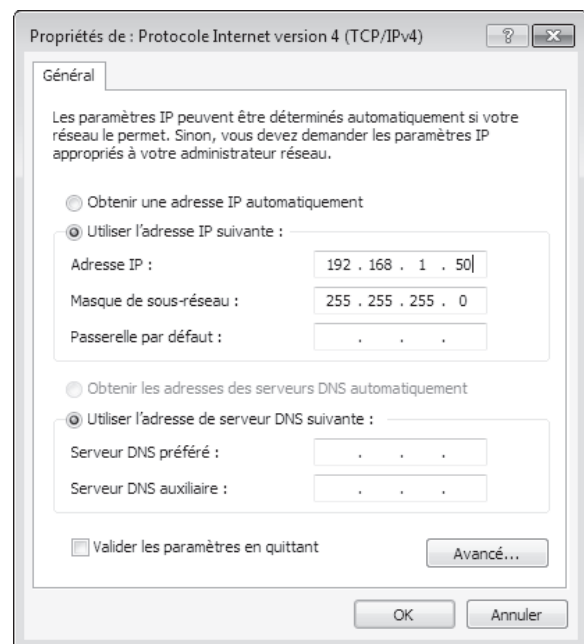 Propriétés de : Protocole Internet version 4 (TCP/IPv4)
Général
Les paramètres IP peuvent être déterminés automatiquement si votre
réseau le permet. Sinon, vous devez demander les paramètres IP
appropriés à votre administrateur réseau.
Obtenir une adresse IP automatiquement
Utiliser l'adresse IP suivante :
Adresse IP : 192 . 168 . 1 . 50
Masque de sous-réseau : 255 . 255 . 255 . 0
Passerelle par défaut : . . .
Obtenir les adresses des serveurs DNS automatiquement
Utiliser l'adresse de serveur DNS suivante :
Serveur DNS préféré : . . .
Serveur DNS auxiliaire : . . .
Valider les paramètres en quittant
Avancé...
OK Annuler